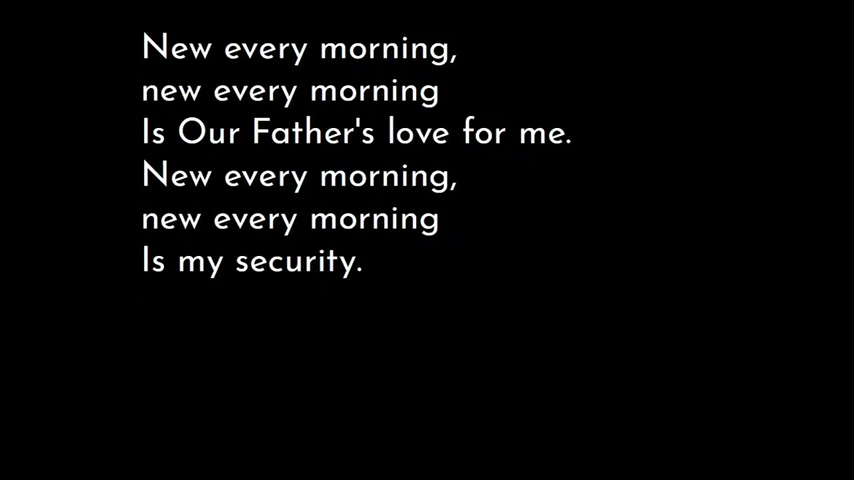 New every morning,
new every morning
Is Our Father's love for me.
New every morning,
new every morning
Is my security.